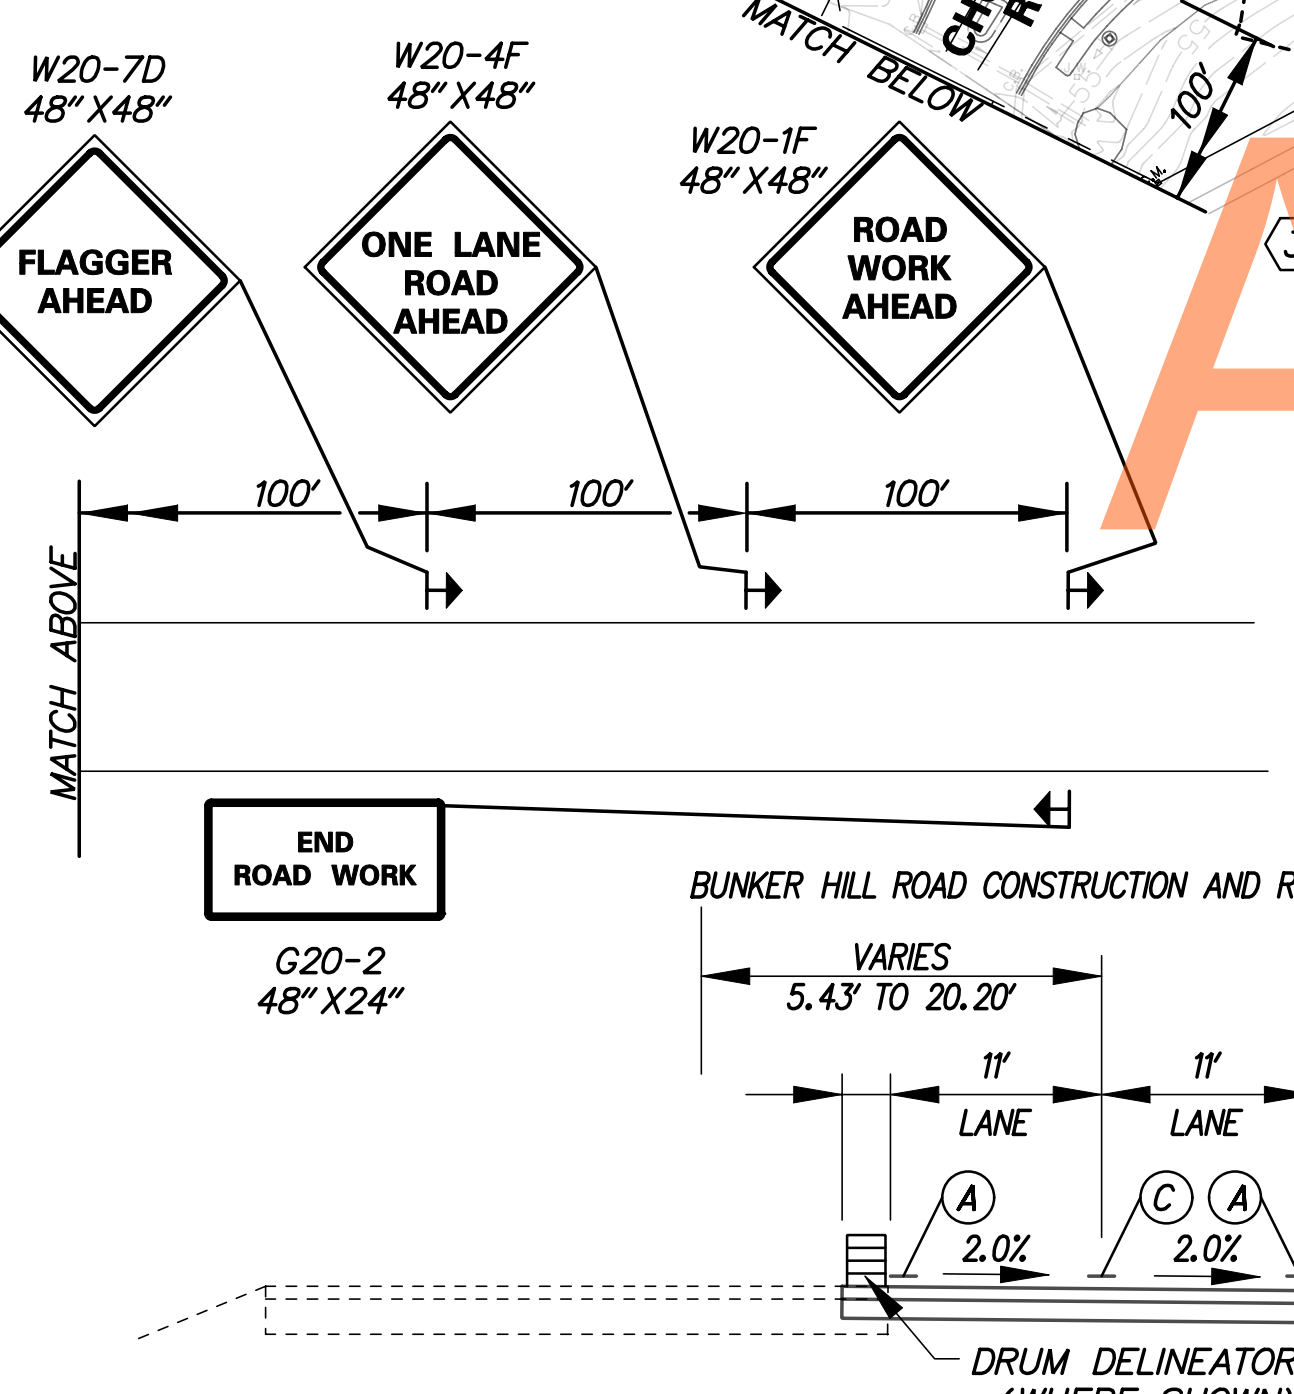 W20-7D
48" X48"
FLAGGER
AHEAD
W20-4F
48" X48"
ONE LANE
ROAD
AHEAD
W20-1F
48" X48"
ROAD
WORK
AHEAD
MATCH BELOW
100'
100'
100'
100'
MATCH ABOVE
END
ROAD WORK
G20-2
48" X24"
BUNKER HILL ROAD CONSTRUCTION AND R
VARIES
5.43' TO 20.20'
11'
LANE
11'
LANE
A
C
A
2.0%
2.0%
DRUM DELINEATOR
(WHERE SHOWN)